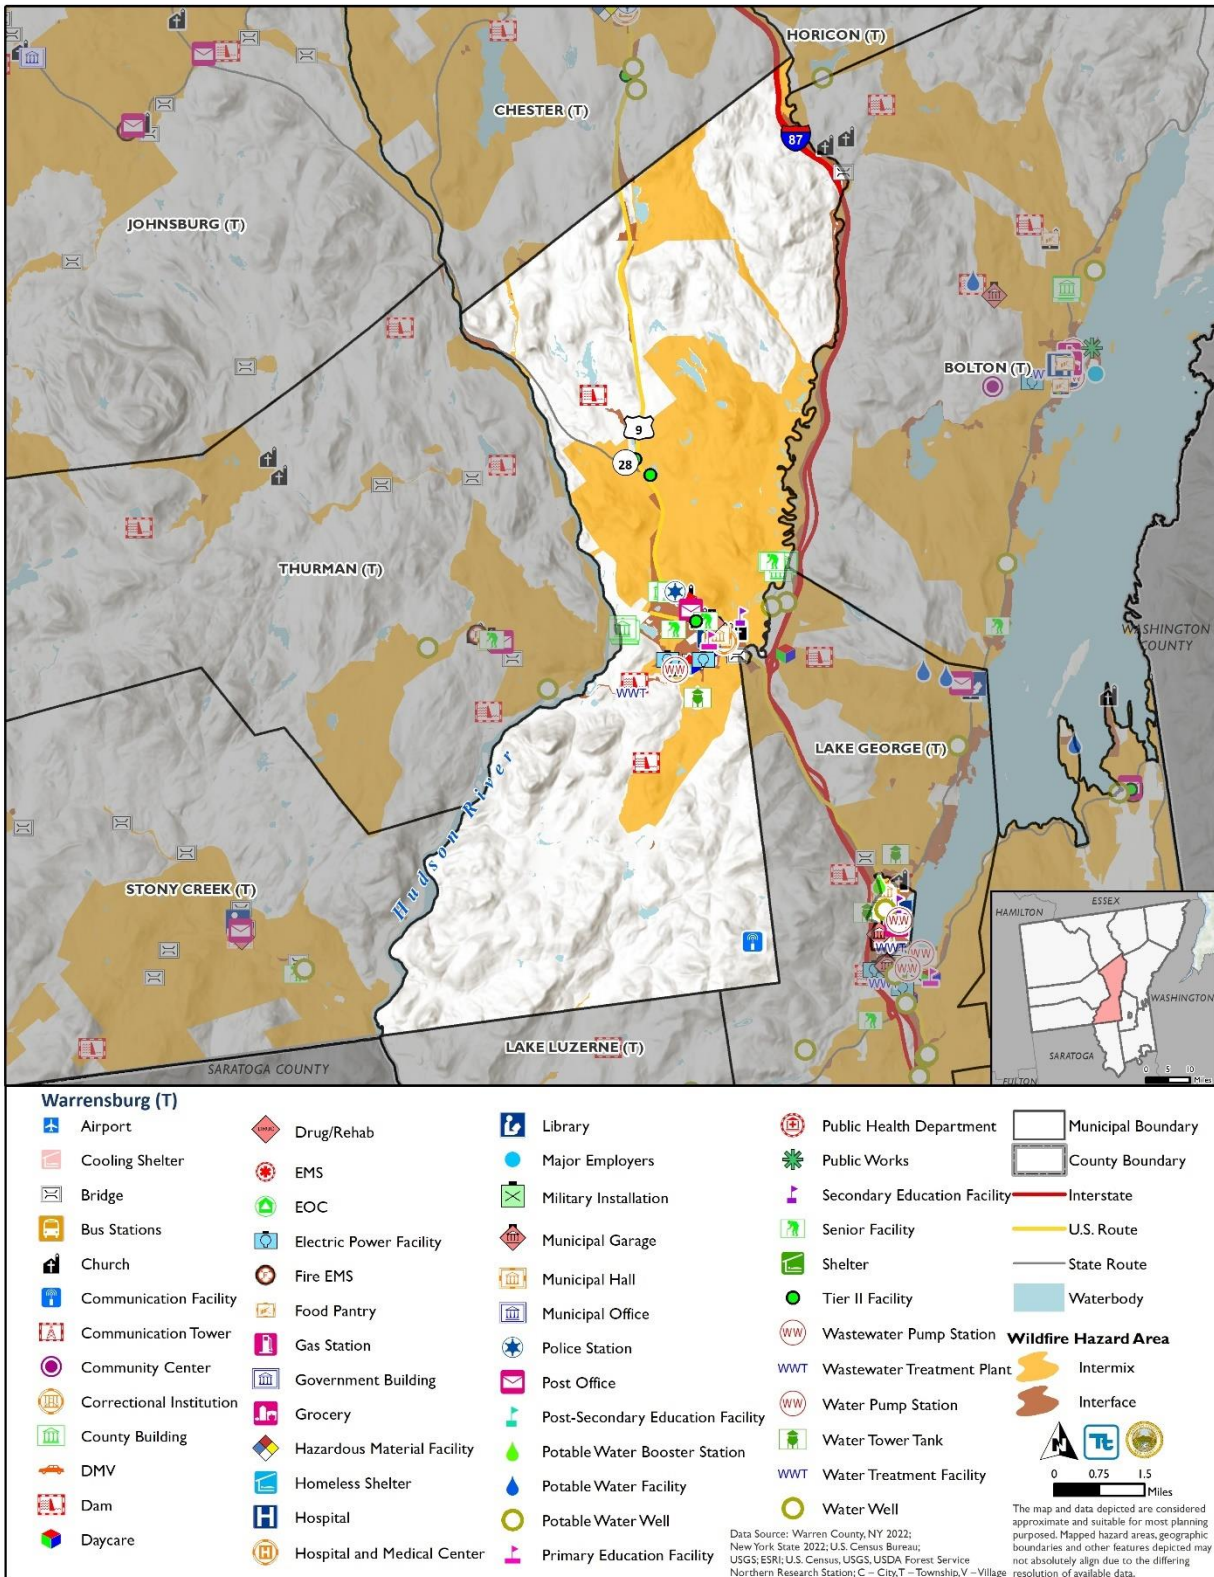 HORICON (T)
CHESTER (T)
87
JOHNSBURG (T)
BOLTON (T)
9
28
THURMAN (T)
WASHINGTON
COUNTY
WW
WWT
LAKE GEORGE (T)
Hudson River
STONY CREEK (T)
WW
WWT
WW
WW
ESSEX
HAMILTON
WASHINGTON
SARATOGA
FULTON
0 5 10
Miles
LAKE LUZERNE (T)
SARATOGA COUNTY
Warrensburg (T)
Airport
Cooling Shelter
Bridge
Bus Stations
Church
Communication Facility
Communication Tower
Community Center
Correctional Institution
County Building
DMV
Dam
Daycare
Drug/Rehab
EMS
EOC
Electric Power Facility
Fire EMS
Food Pantry
Gas Station
Government Building
Grocery
Hazardous Material Facility
Homeless Shelter
H Hospital
H Hospital and Medical Center
Library
Major Employers
Military Installation
Municipal Garage
Municipal Hall
Municipal Office
Police Station
Post Office
Post-Secondary Education Facility
Potable Water Booster Station
Potable Water Facility
Potable Water Well
Primary Education Facility
Public Health Department
Public Works
Secondary Education Facility
Senior Facility
Shelter
Tier II Facility
WW Wastewater Pump Station
WWT Wastewater Treatment Plant
WW Water Pump Station
Water Tower Tank
WWT Water Treatment Facility
Water Well
Municipal Boundary
County Boundary
Interstate
U.S. Route
State Route
Waterbody
Wildfire Hazard Area
Intermix
Interface
N Tt
0 0.75 1.5
Miles
Data Source: Warren County, NY 2022;
New York State 2022; U.S. Census Bureau;
USGS; ESRI; U.S. Census, USGS, USDA Forest Service
Northern Research Station; C – City, T – Township, V – Village
The map and data depicted are considered
approximate and suitable for most planning
purposed. Mapped hazard areas, geographic
boundaries and other features depicted may
not absolutely align due to the differing
resolution of available data.